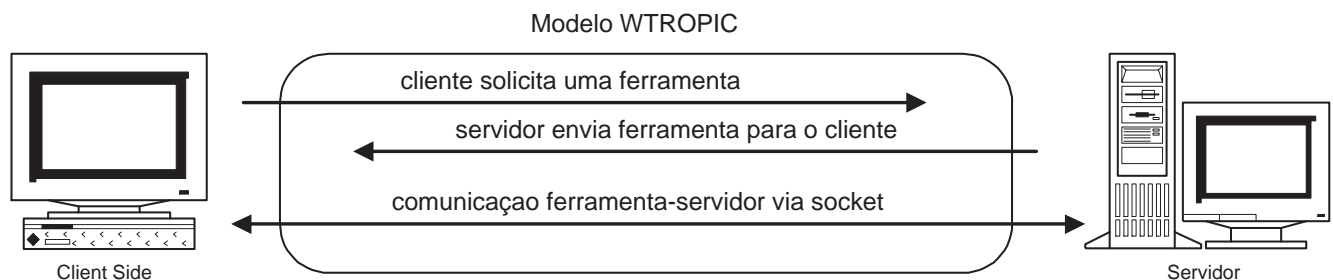 Modelo WTROPIC
cliente solicita uma ferramenta
servidor envia ferramenta para o cliente
comunicaçao ferramenta-servidor via socket
Client Side
Servidor